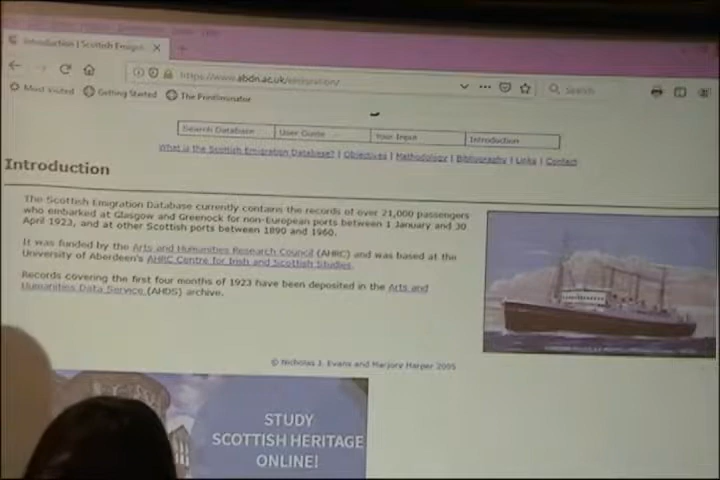 Introduction | Scottish Emigra
https://www.abdn.ac.uk/emigration/
Search
Most Visited
Getting Started
The Printliminator
Search Database
User Guide
Your Input
Introduction
What is the Scottish Emigration Database? | Objectives | Methodology | Bibliography | Links | Contact
Introduction
The Scottish Emigration Database currently contains the records of over 21,000 passengers
who embarked at Glasgow and Greenock for non-European ports between 1 January and 30
April 1923, and at other Scottish ports between 1890 and 1960.
It was funded by the Arts and Humanities Research Council (AHRC) and was based at the
University of Aberdeen's AHRC Centre for Irish and Scottish Studies.
Records covering the first four months of 1923 have been deposited in the Arts and
Humanities Data Service (AHDS) archive.
© Nicholas J. Evans and Marjory Harper 2005
STUDY
SCOTTISH HERITAGE
ONLINE!